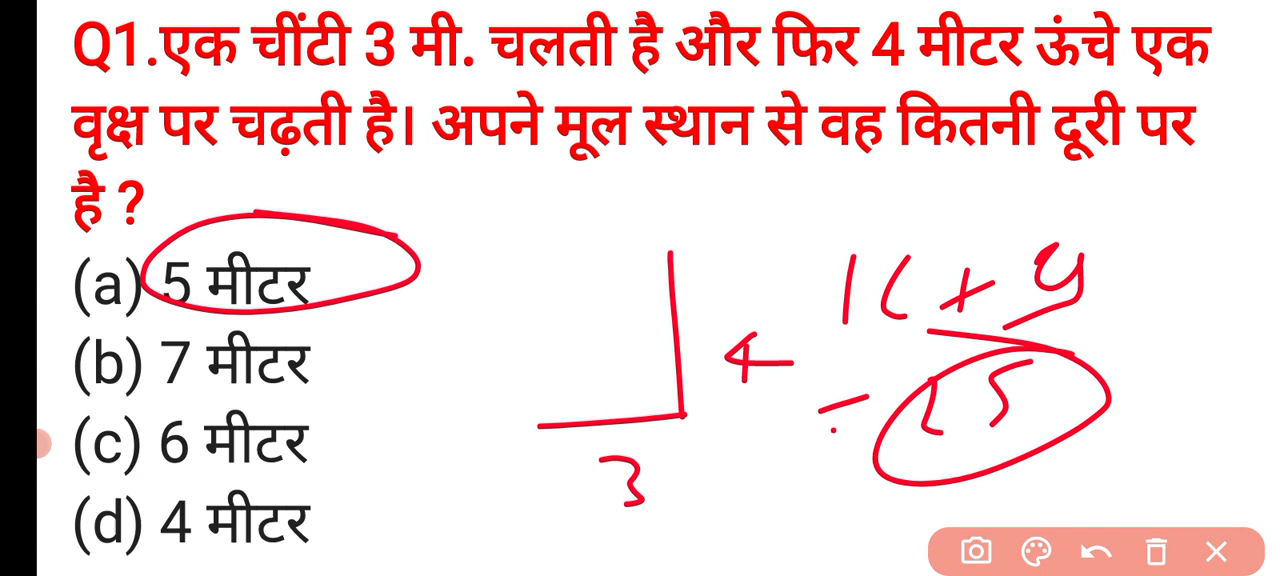 Q1.एक चींटी 3 मी. चलती है और फिर 4 मीटर ऊंचे एक
वृक्ष पर चढ़ती है। अपने मूल स्थान से वह कितनी दूरी पर
है ?
(a) 5 मीटर
(b) 7 मीटर
(c) 6 मीटर
(d) 4 मीटर
4
3
16 + 9
= 25